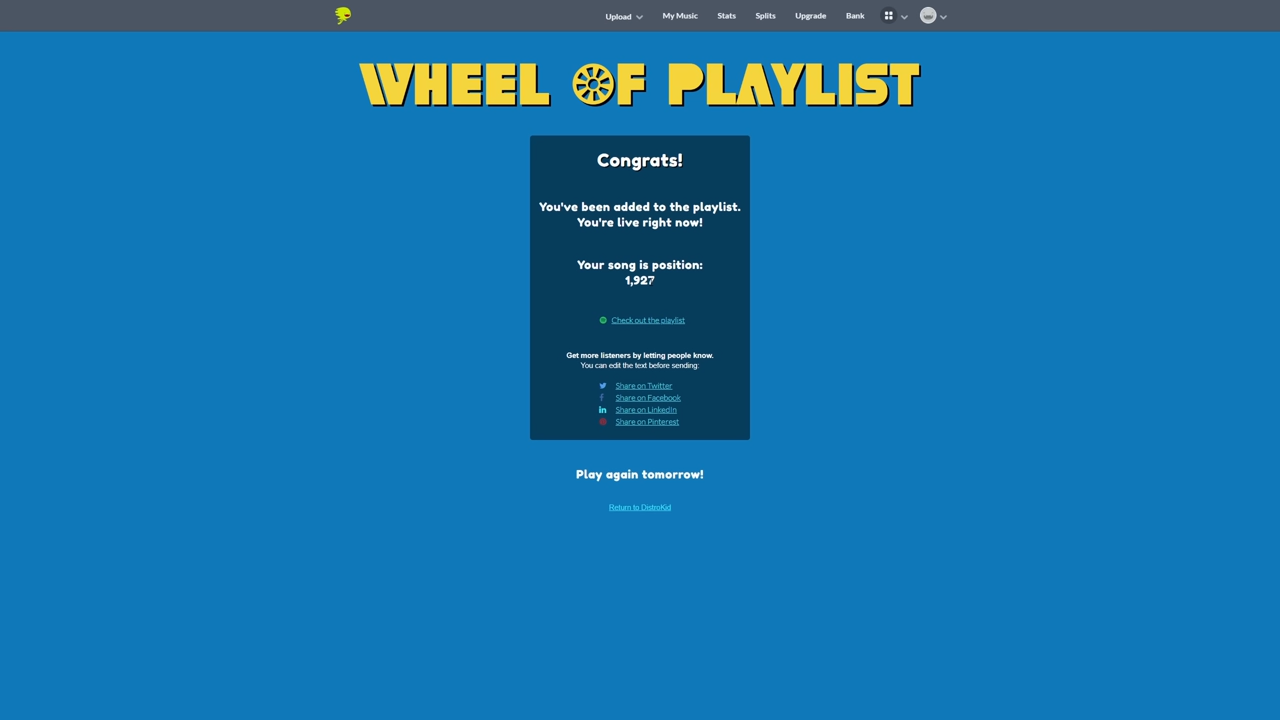 Upload My Music Stats Splits Upgrade Bank
WHEEL OF PLAYLIST
Congrats!
You've been added to the playlist.
You're live right now!
Your song is position:
1,927
Check out the playlist
Get more listeners by letting people know.
You can edit the text before sending:
Share on Twitter
Share on Facebook
Share on LinkedIn
Share on Pinterest
Play again tomorrow!
Return to DistroKid